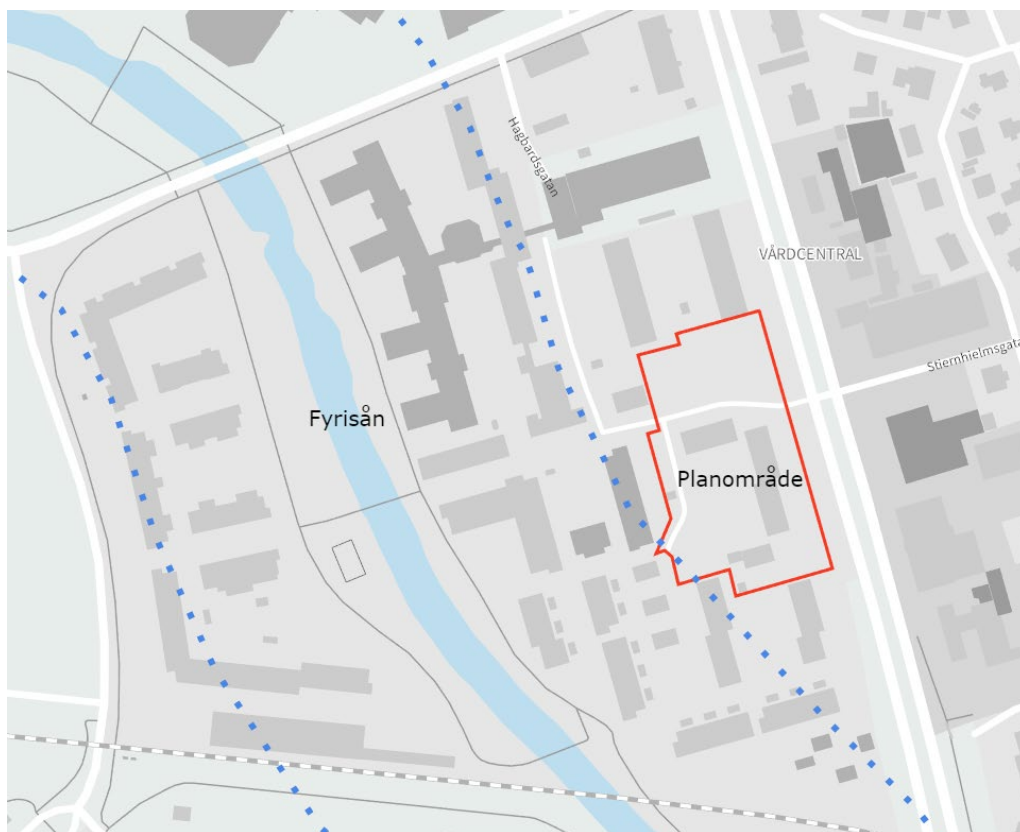 Hagbardsgatan
VÅRDCENTRAL
Stiernhielmsgata
Fyrisån
Planområde